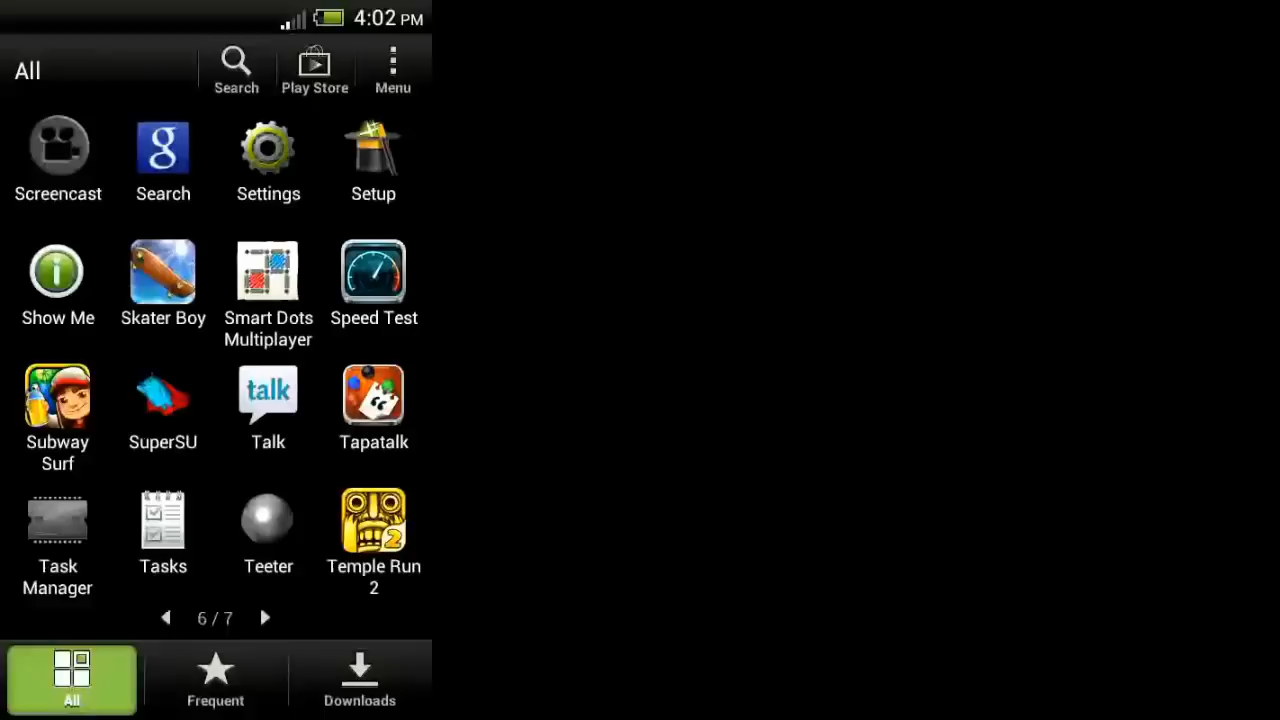 4:02 PM
All
Search
Play Store
Menu
g
Screencast
Search
Settings
Setup
i
Show Me
Skater Boy
Smart Dots
Multiplayer
Speed Test
talk
“
Subway
Surf
SuperSU
Talk
Tapatalk
2
Task
Manager
Tasks
Teeter
Temple Run
2
6 / 7
All
Frequent
Downloads